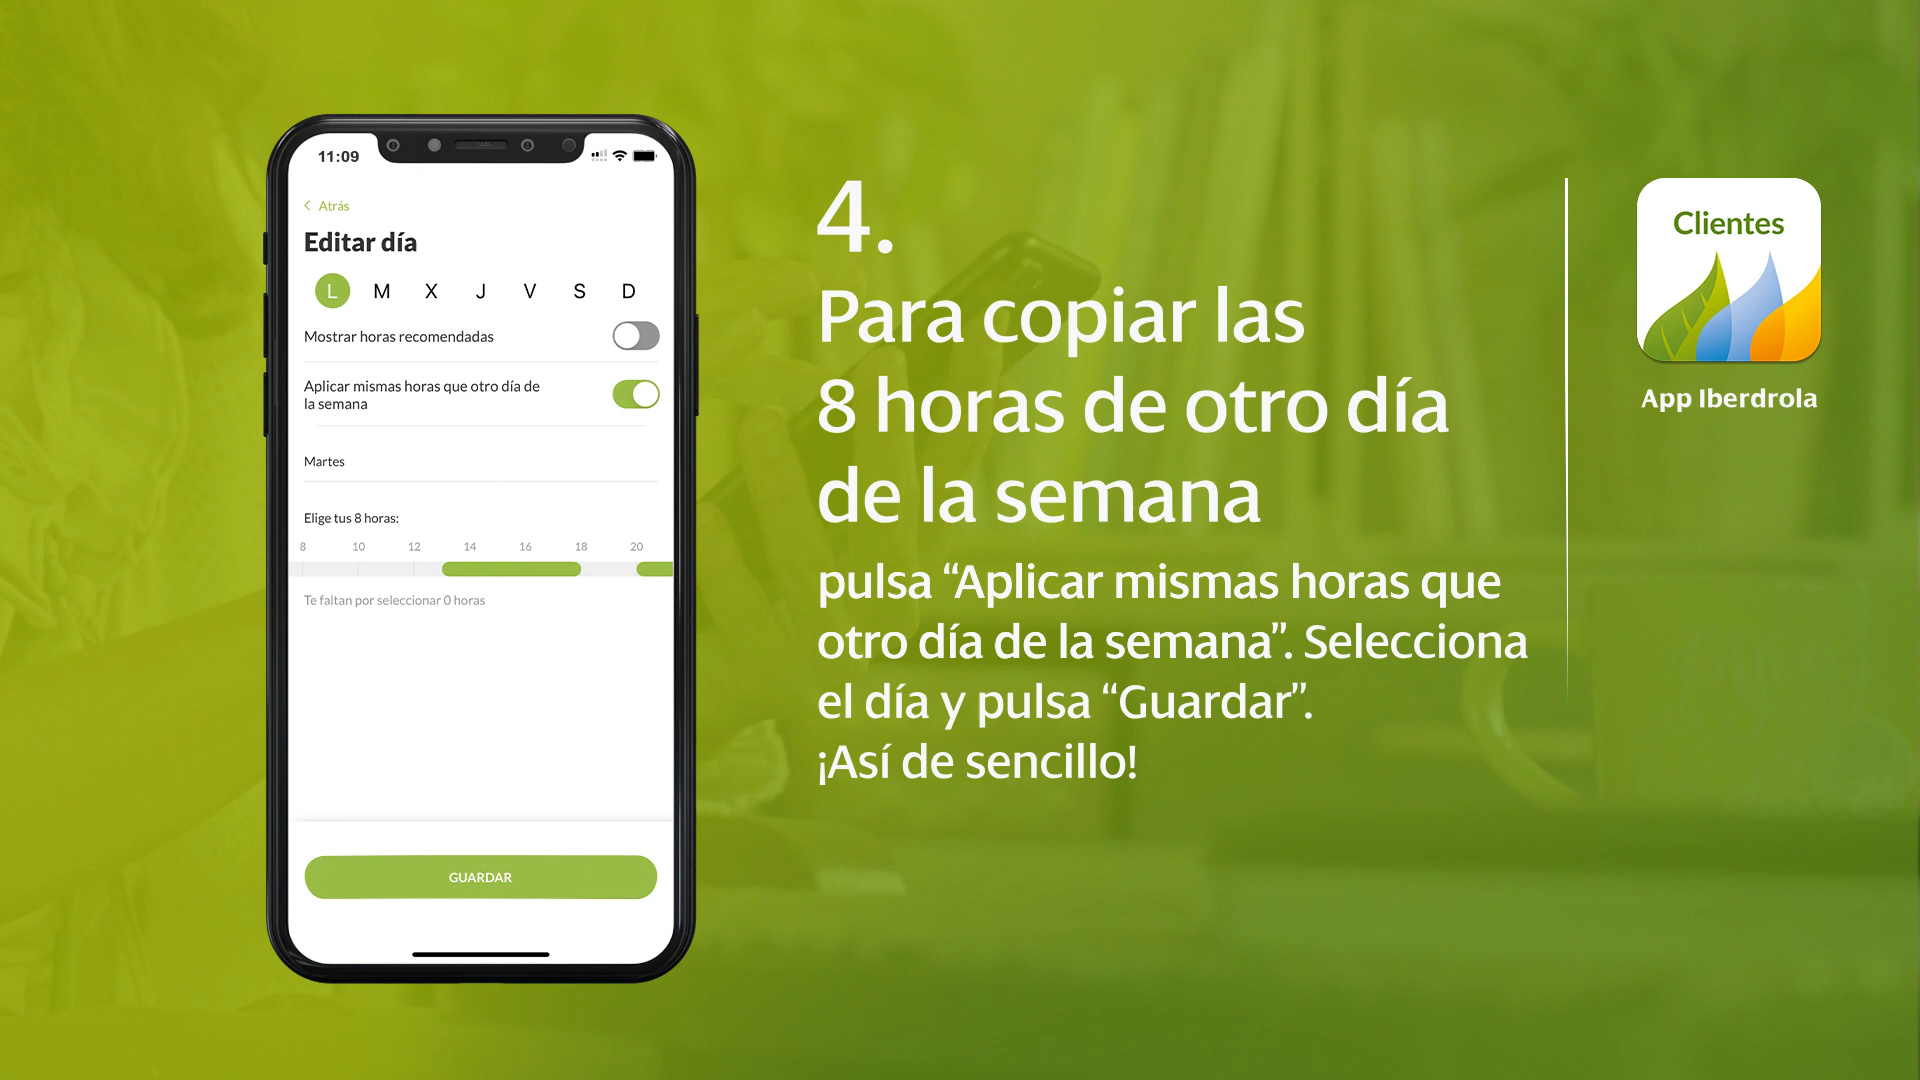 11:09
Atrás
Editar día
L M X J V S D
Mostrar horas recomendadas
Aplicar mismas horas que otro día de
la semana
Martes
Elige tus 8 horas:
8 10 12 14 16 18 20
Te faltan por seleccionar 0 horas
GUARDAR
4.
Para copiar las
8 horas de otro día
de la semana
pulsa “Aplicar mismas horas que
otro día de la semana”. Selecciona
el día y pulsa “Guardar”.
¡Así de sencillo!
Clientes
App Iberdrola